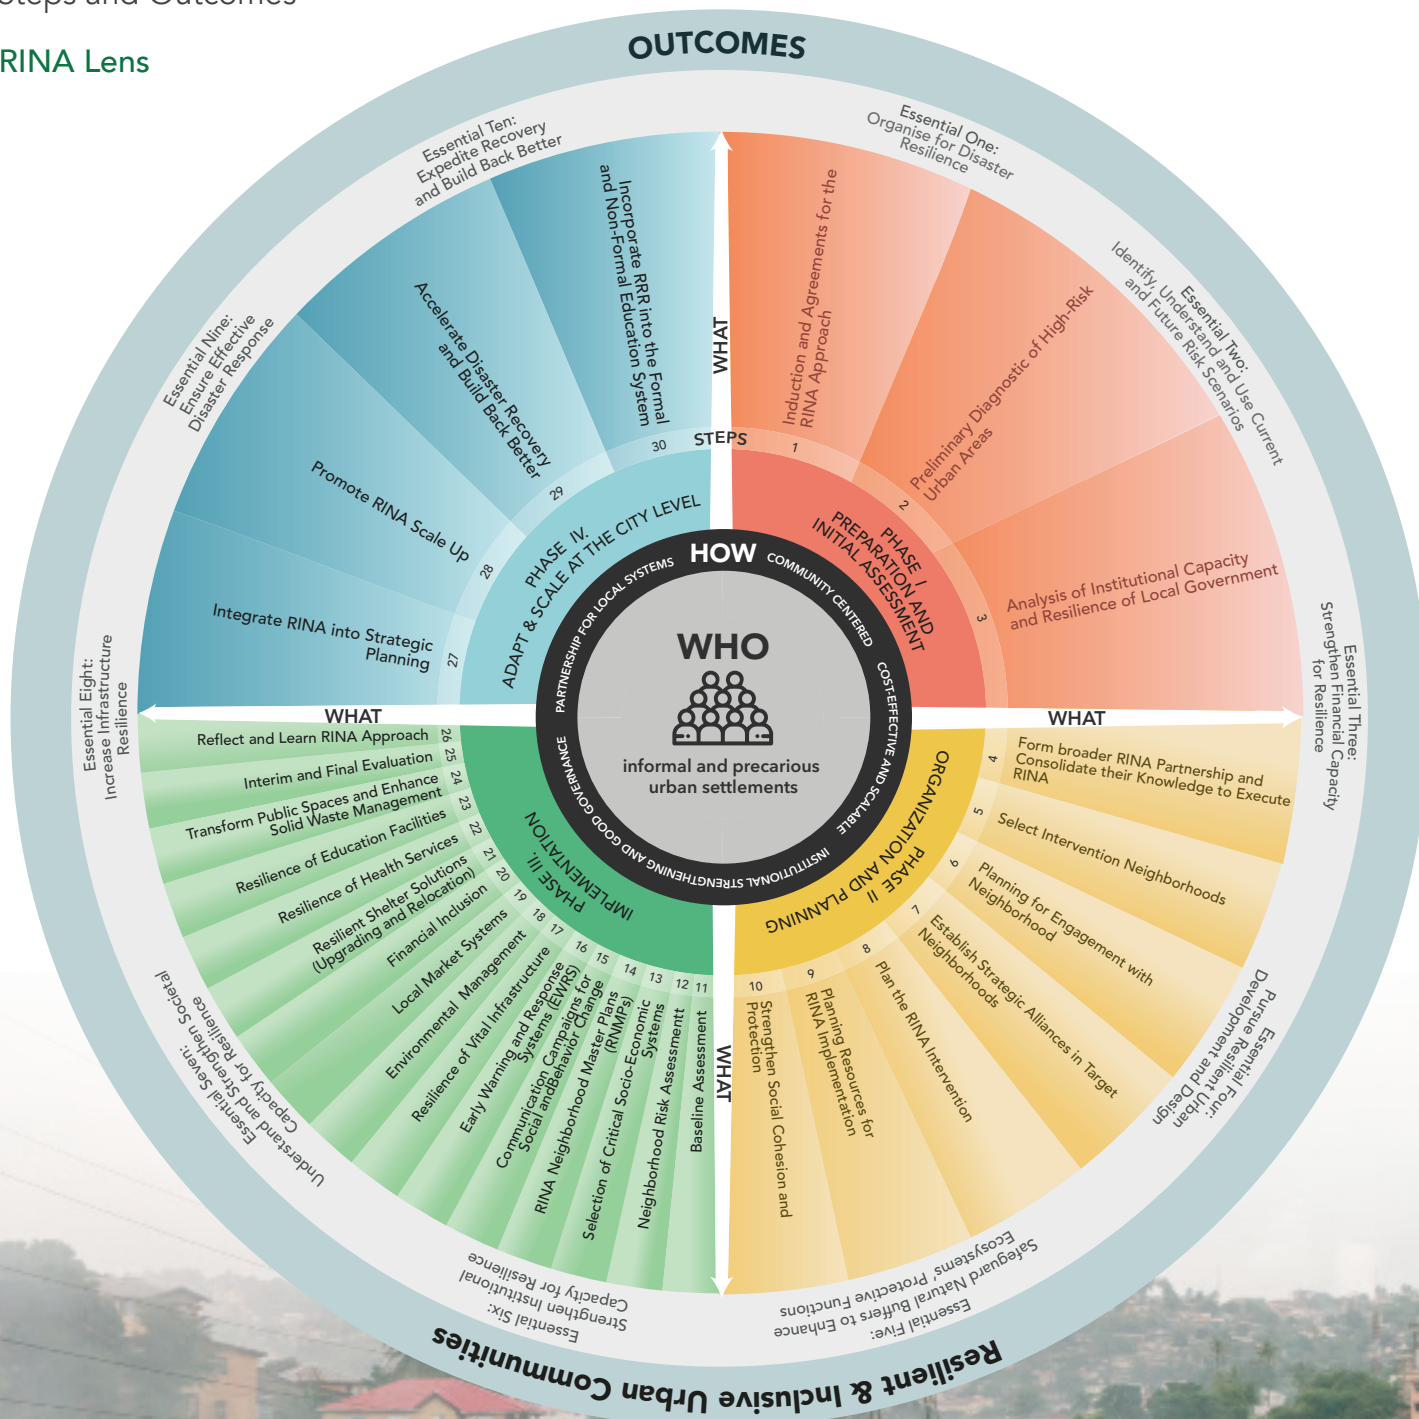 Steps and Outcomes
RINA Lens
OUTCOMES
Essential One:
Organise for Disaster
Resilience
Essential Two:
Identify, Understand and Use Current
and Future Risk Scenarios
Essential Three:
Strengthen Financial Capacity
for Resilience
Essential Four:
Pursue Resilient Urban
Development and Design
Essential Five:
Safeguard Natural Buffers to Enhance
Ecosystems' Protective Functions
Essential Six:
Strengthen Institutional
Capacity for Resilience
Essential Seven:
Understand and Strengthen Societal
Capacity for Resilience
Essential Eight:
Increase Infrastructure
Resilience
Essential Nine:
Ensure Effective
Disaster Response
Essential Ten:
Expedite Recovery
and Build Back Better
Resilient & Inclusive Urban Communities
WHAT
STEPS
WHAT
WHAT
WHAT
PHASE I
PREPARATION AND
INITIAL ASSESSMENT
1
Induction and Agreements for the
RINA Approach
2
Preliminary Diagnostic of High-Risk
Urban Areas
3
Analysis of Institutional Capacity
and Resilience of Local Government
PHASE II
ORGANIZATION AND PLANNING
4
Form broader RINA Partnership and
Consolidate their Knowledge to Execute
RINA
5
Select Intervention Neighborhoods
6
Planning for Engagement with
Neighborhood
7
Establish Strategic Alliances in Target
Neighborhoods
8
Plan the RINA Intervention
9
Planning Resources for
RINA Implementation
10
Strengthen Social Cohesion and
Protection
PHASE III.
IMPLEMENTATION
11
Baseline Assessment
12
Neighborhood Risk Assessmentt
13
Selection of Critical Socio-Economic
Systems
14
RINA Neighborhood Master Plans
(RNMPs)
15
Communication Campaigns for
Social andBehavior Change
16
Early Warning and Response
Systems (EWRS)
17
Resilience of Vital Infrastructure
18
Environmental Management
19
Local Market Systems
20
Financial Inclusion
21
Resilient Shelter Solutions
(Upgrading and Relocation)
22
Resilience of Health Services
23
Resilience of Education Facilities
24
Transform Public Spaces and Enhance
Solid Waste Management
25
Interim and Final Evaluation
26
Reflect and Learn RINA Approach
PHASE IV.
ADAPT & SCALE AT THE CITY LEVEL
27
Integrate RINA into Strategic
Planning
28
Promote RINA Scale Up
29
Accelerate Disaster Recovery
and Build Back Better
30
Incorporate RRR into the Formal
and Non-Formal Education System
HOW
COMMUNITY CENTERED
COST-EFFECTIVE AND SCALABLE
INSTITUTIONAL STRENGTHENING AND GOOD GOVERNANCE
PARTNERSHIP FOR LOCAL SYSTEMS
WHO
informal and precarious
urban settlements